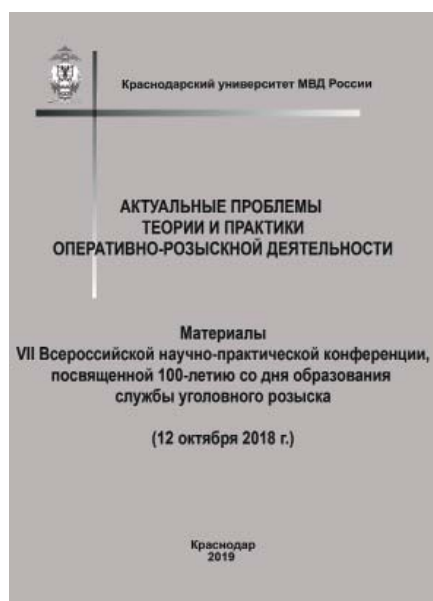 Краснодарский университет МВД России
АКТУАЛЬНЫЕ ПРОБЛЕМЫ
ТЕОРИИ И ПРАКТИКИ
ОПЕРАТИВНО-РОЗЫСКНОЙ ДЕЯТЕЛЬНОСТИ
Материалы
VII Всероссийской научно-практической конференции,
посвященной 100-летию со дня образования
службы уголовного розыска
(12 октября 2018 г.)
Краснодар
2019